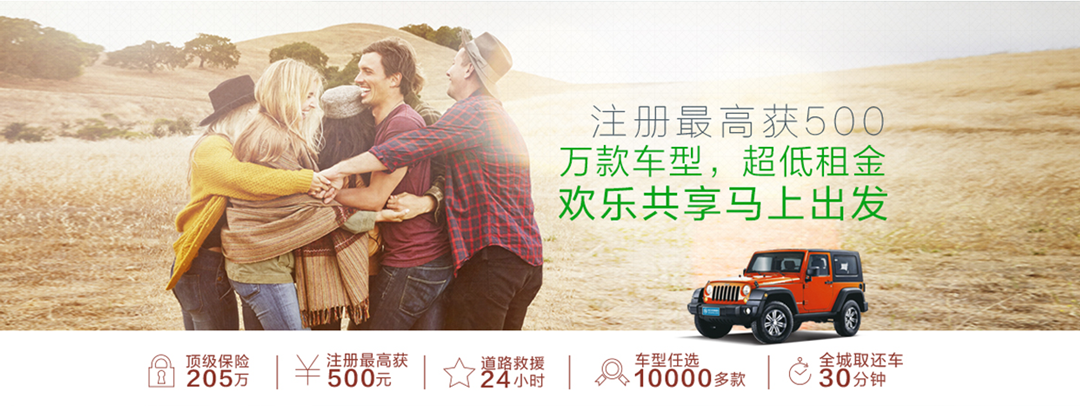 注册最高获500
万款车型，超低租金
欢乐共享马上出发
顶级保险
205万
注册最高获
500元
道路救援
24小时
车型任选
10000多款
全城取还车
30分钟